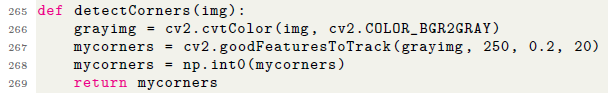 265 def detectCorners(img):
266     grayimg = cv2.cvtColor(img, cv2.COLOR_BGR2GRAY)
267     mycorners = cv2.goodFeaturesToTrack(grayimg, 250, 0.2, 20)
268     mycorners = np.int0(mycorners)
269     return mycorners